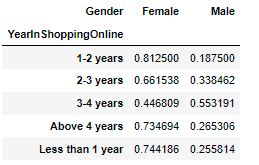 Gender Female Male
YearInShoppingOnline
1-2 years 0.812500 0.187500
2-3 years 0.661538 0.338462
3-4 years 0.446809 0.553191
Above 4 years 0.734694 0.265306
Less than 1 year 0.744186 0.255814